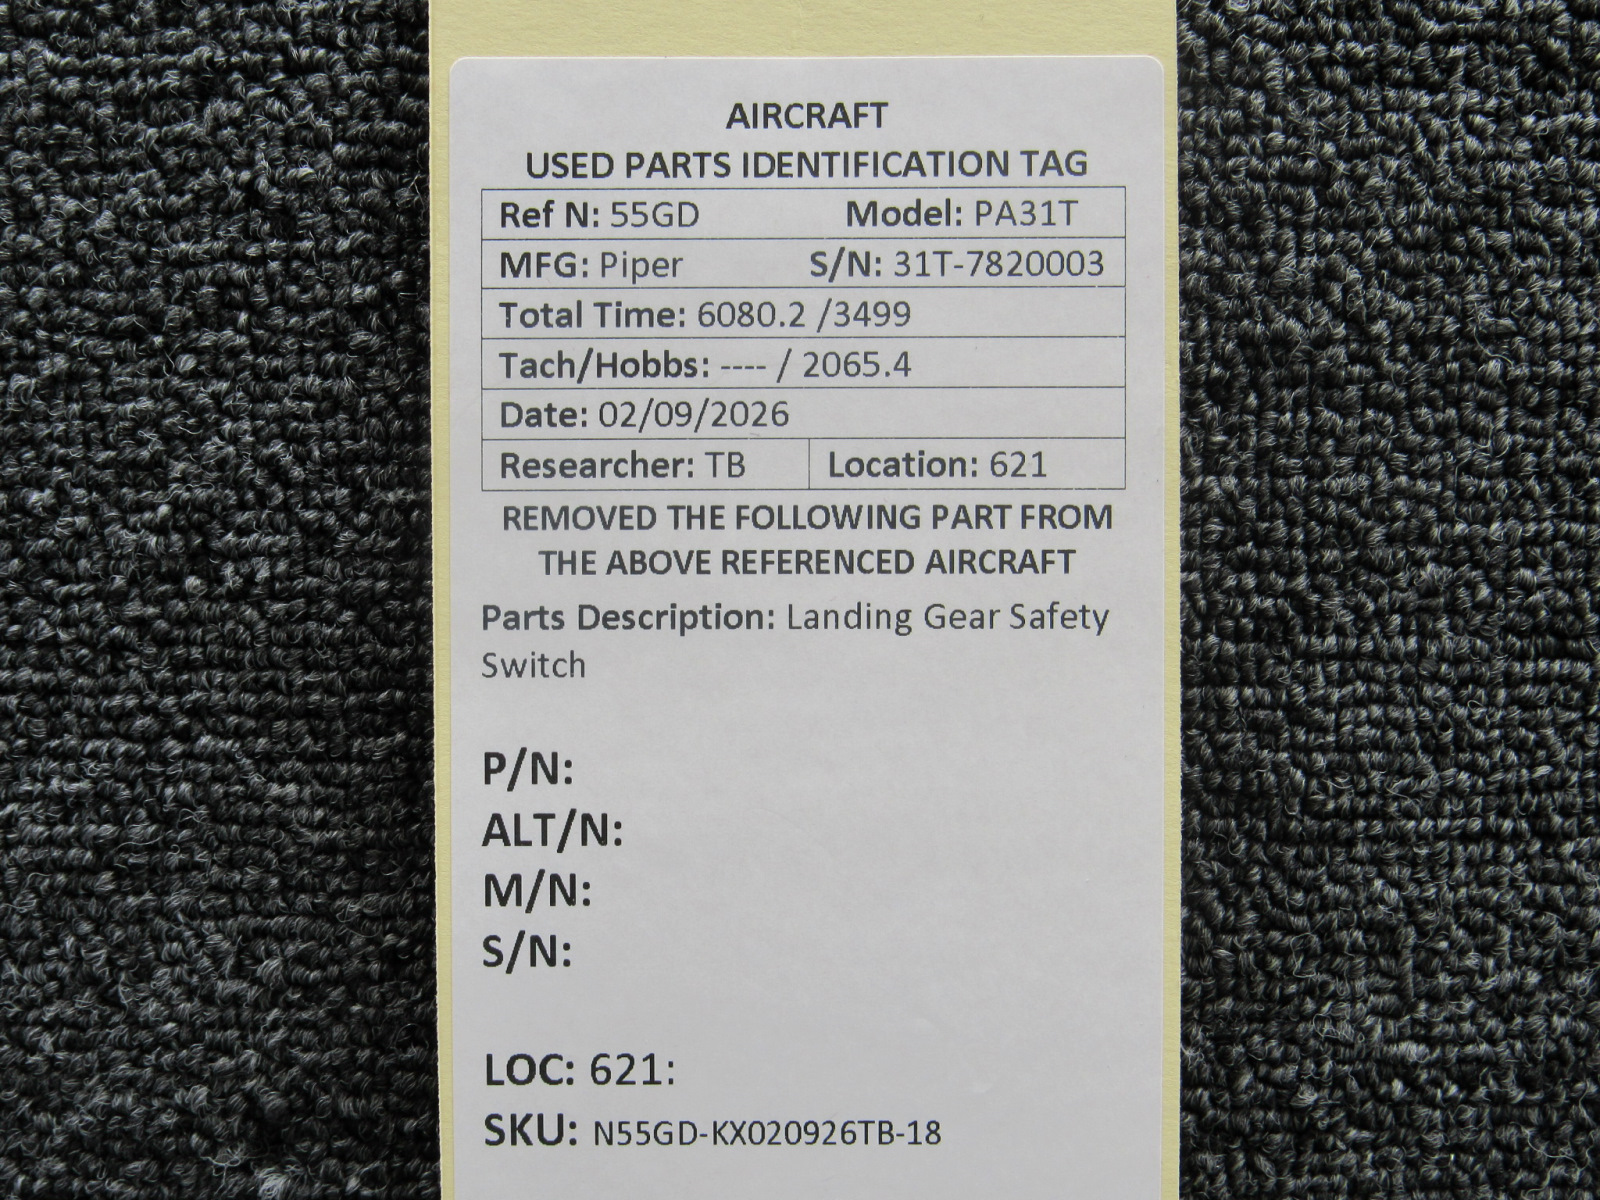 AIRCRAFT
USED PARTS IDENTIFICATION TAG
Ref N: 55GD Model: PA31T
MFG: Piper S/N: 31T-7820003
Total Time: 6080.2 /3499
Tach/Hobbs: ---- / 2065.4
Date: 02/09/2026
Researcher: TB Location: 621
REMOVED THE FOLLOWING PART FROM
THE ABOVE REFERENCED AIRCRAFT
Parts Description: Landing Gear Safety
Switch
P/N:
ALT/N:
M/N:
S/N:
LOC: 621:
SKU: N55GD-KX020926TB-18